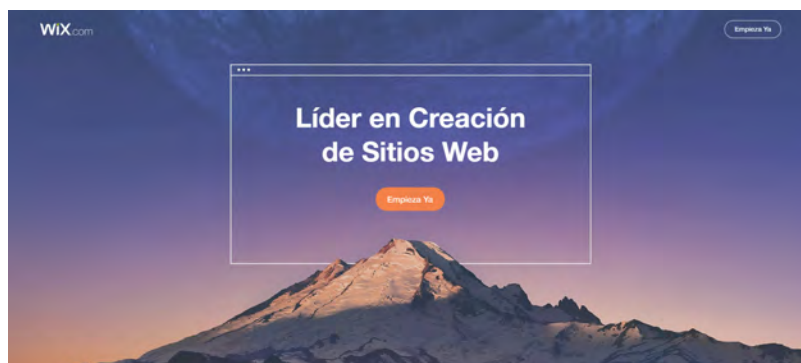 WiX.com
Empieza Ya
Líder en Creación
de Sitios Web
Empieza Ya